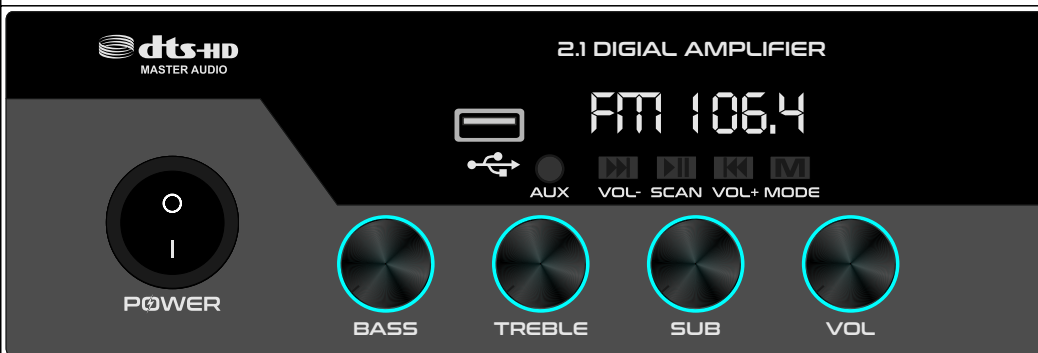 dts-HD
MASTER AUDIO
2.1 DIGIAL AMPLIFIER
FM 106.4
M
AUX VOL- SCAN VOL+ MODE
POWER
BASS TREBLE SUB VOL